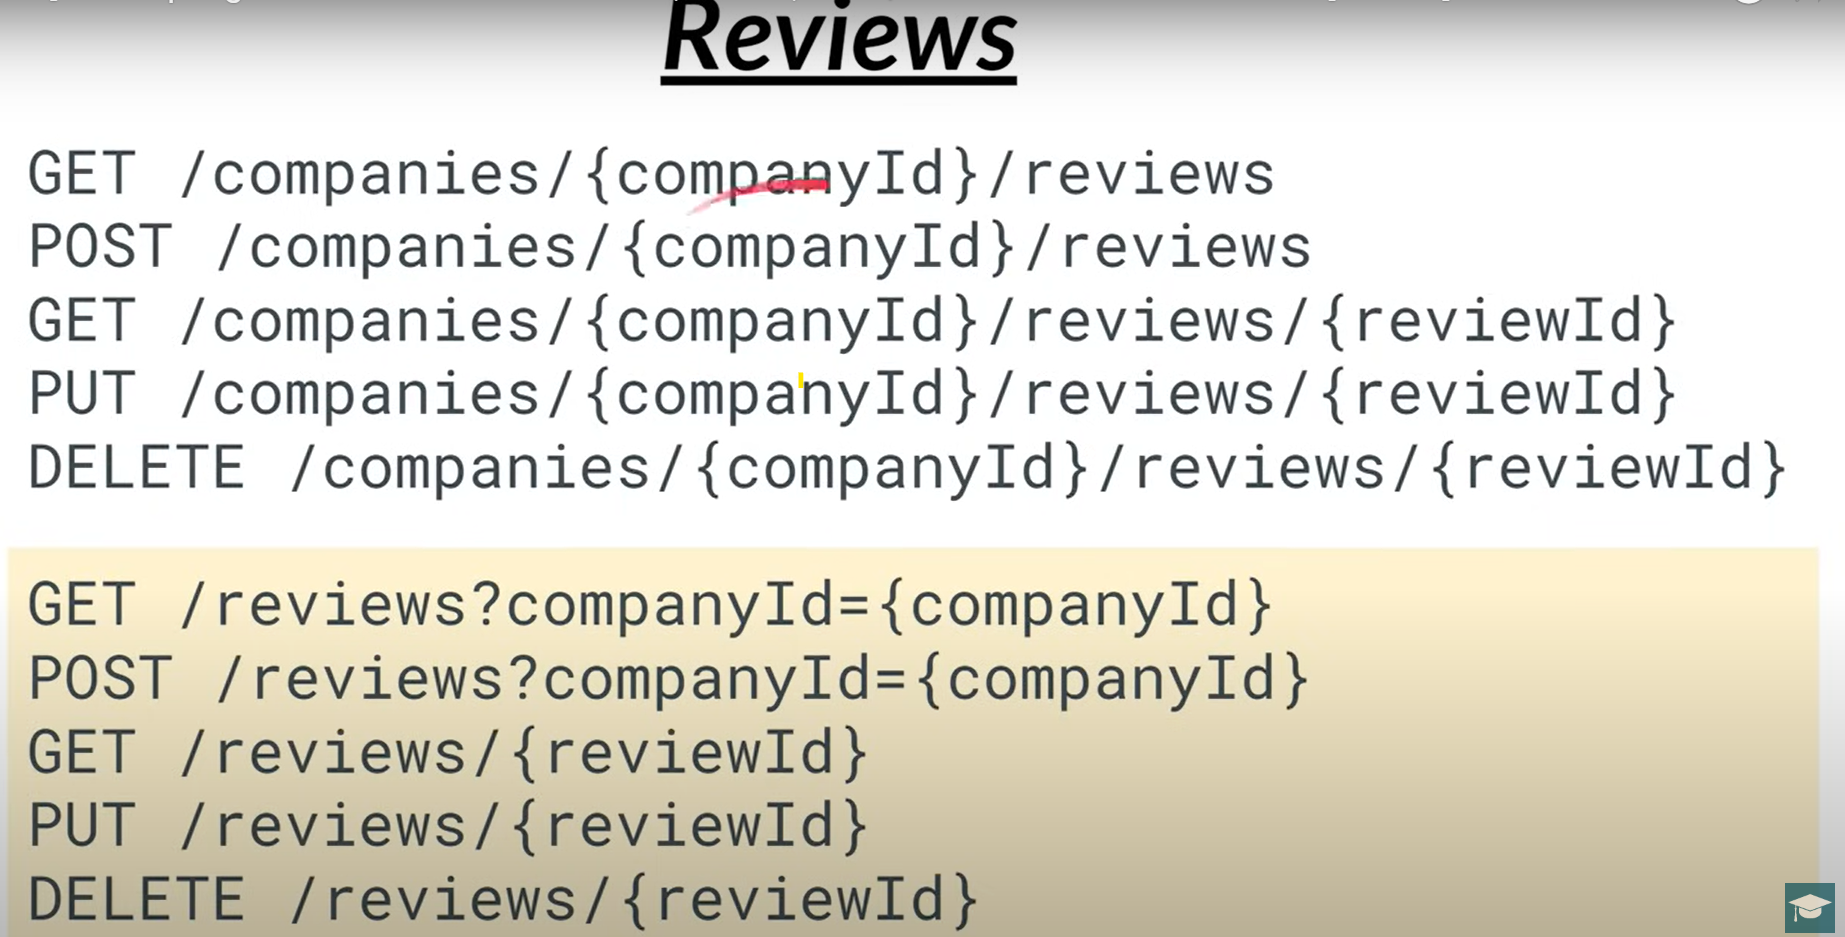 Reviews
GET /companies/{companyId}/reviews
POST /companies/{companyId}/reviews
GET /companies/{companyId}/reviews/{reviewId}
PUT /companies/{companyId}/reviews/{reviewId}
DELETE /companies/{companyId}/reviews/{reviewId}
GET /reviews?companyId={companyId}
POST /reviews?companyId={companyId}
GET /reviews/{reviewId}
PUT /reviews/{reviewId}
DELETE /reviews/{reviewId}